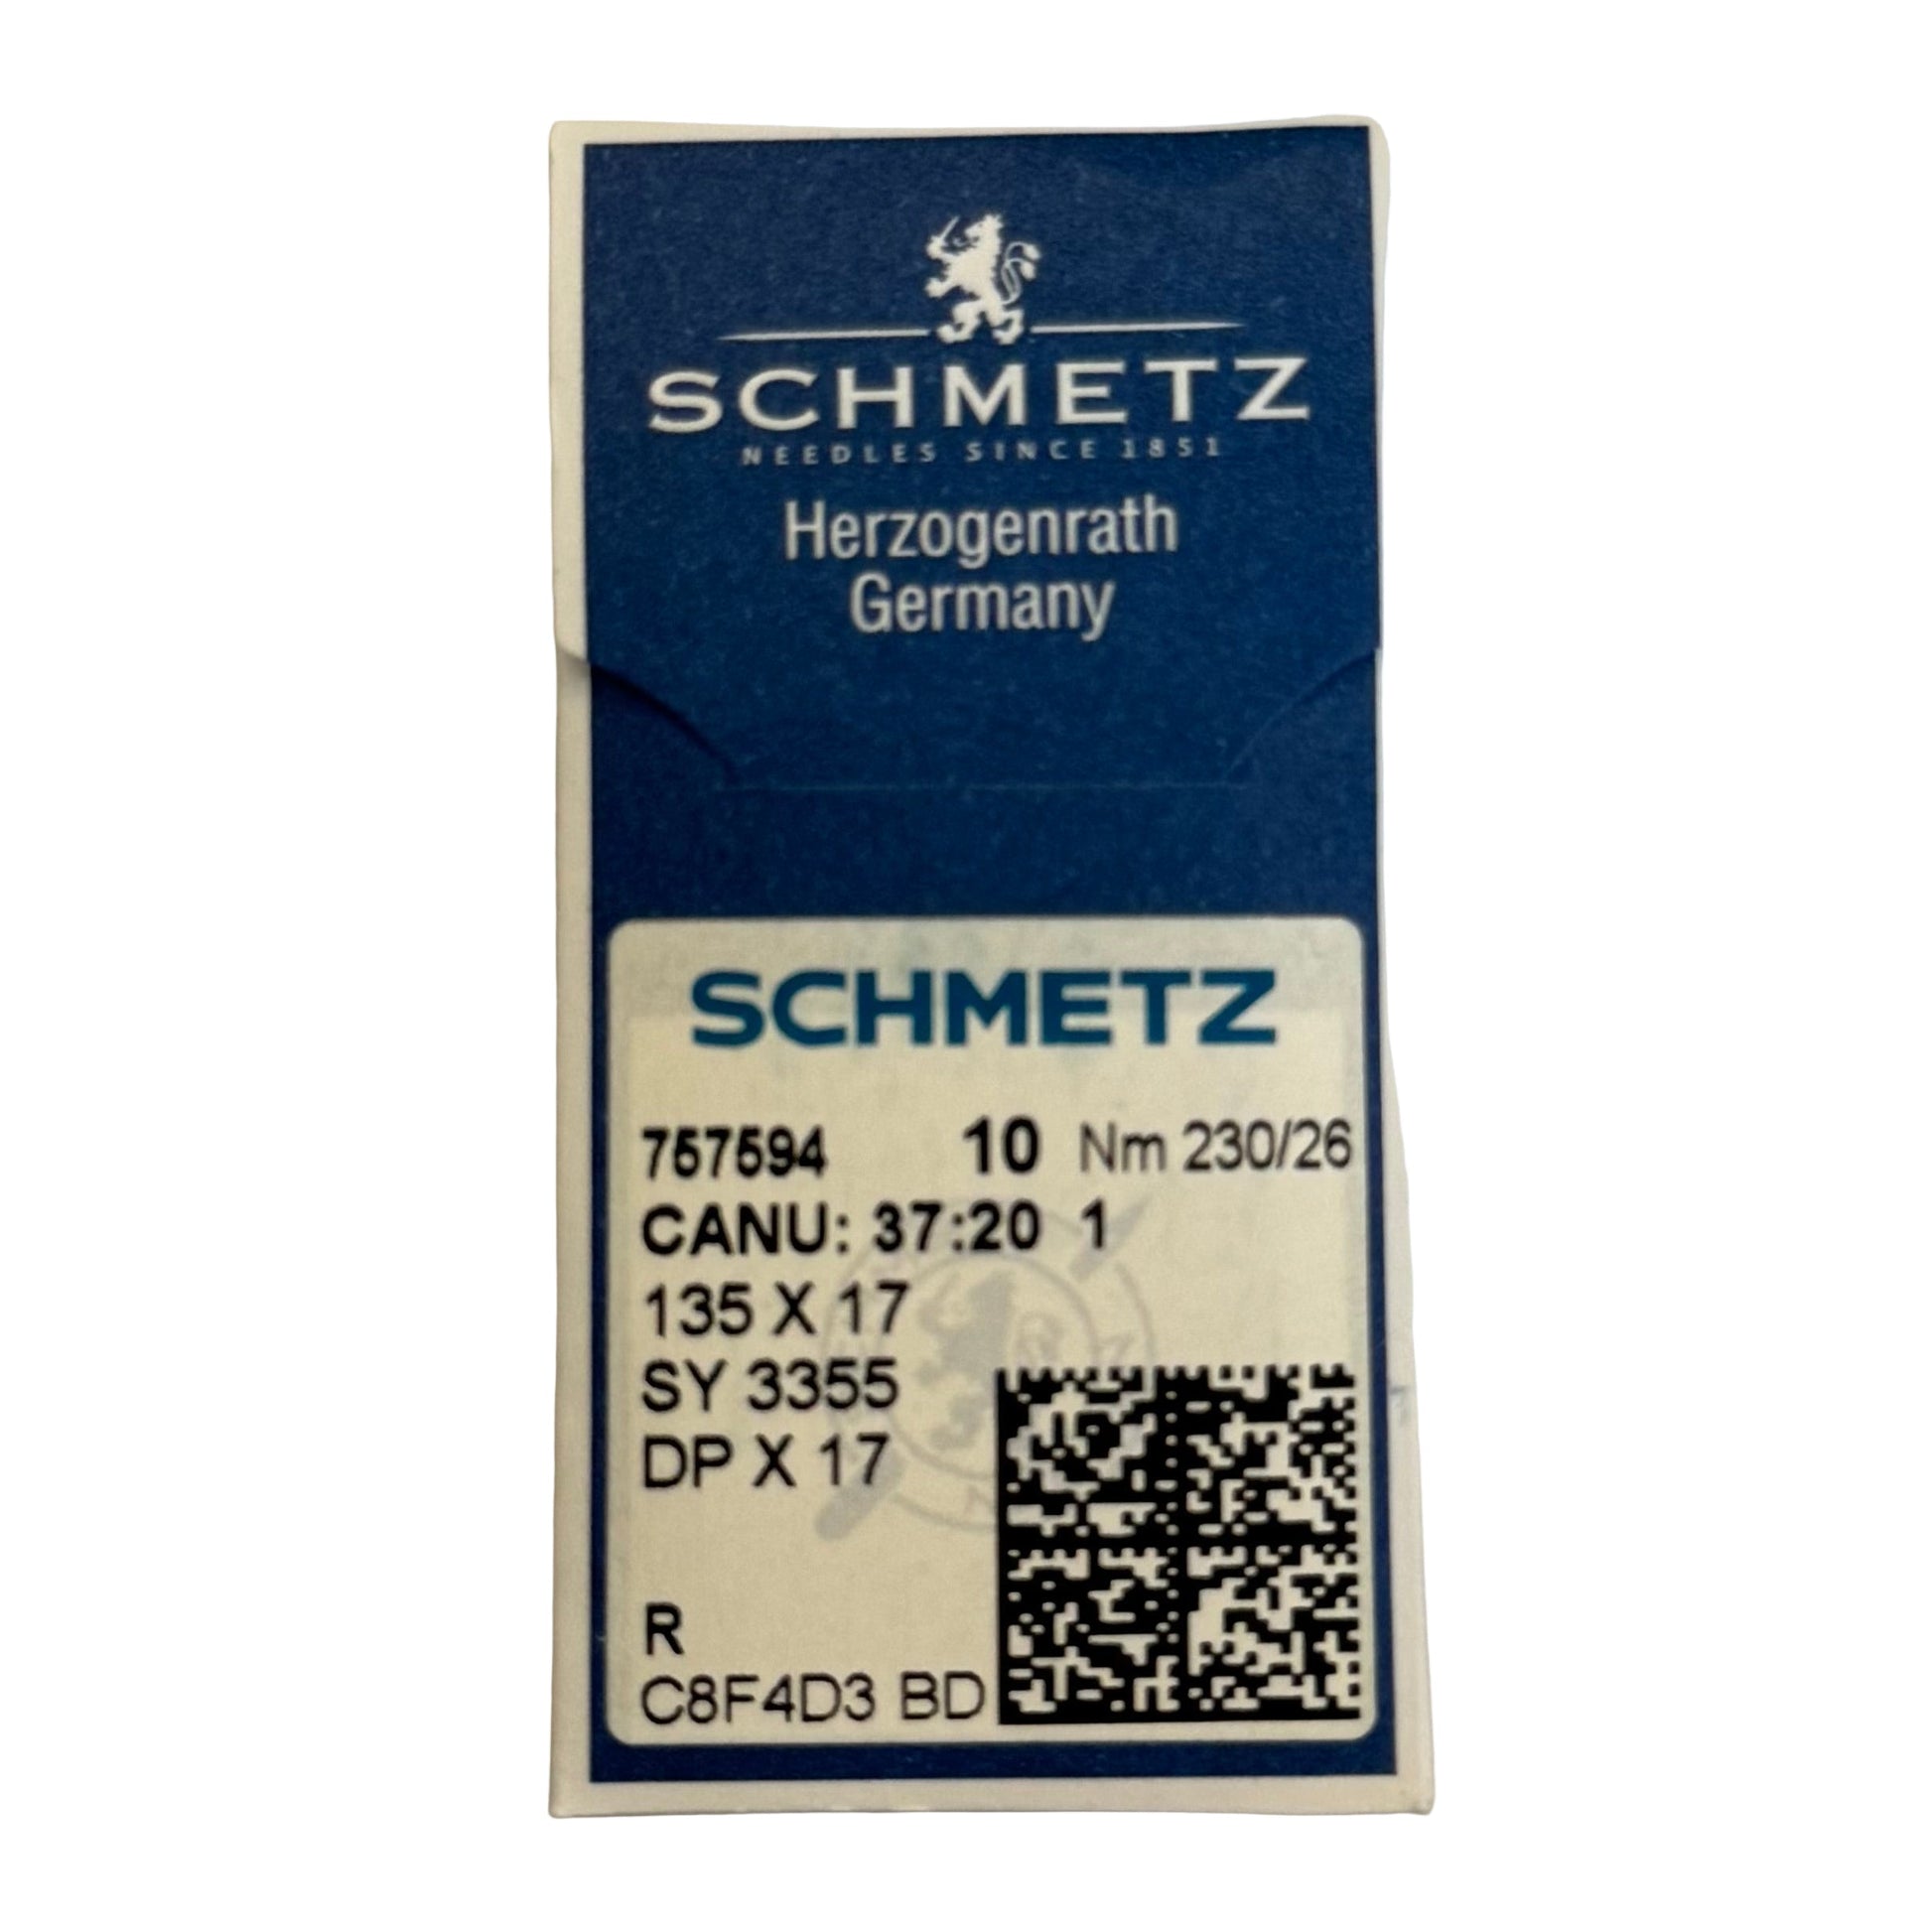 SCHMETZ
NEEDLES SINCE 1851
Herzogenrath
Germany
SCHMETZ
757594 10 Nm 230/26
CANU: 37:20 1
135 X 17
SY 3355
DP X 17
R
C8F4D3 BD